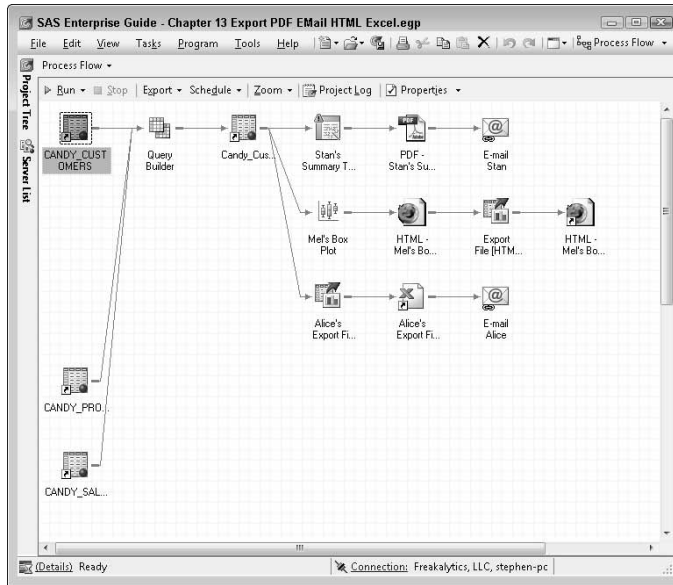 SAS Enterprise Guide - Chapter 13 Export PDF EMail HTML Excel.egp
File Edit View Tasks Program Tools Help
Process Flow
Process Flow
Run Stop Export Schedule Zoom Project Log Properties
Project Tree
Server List
CANDY_CUST
OMERS
Query
Builder
Candy_Cus...
Stan's
Summary T...
PDF
PDF -
Stan's Su...
E-mail
Stan
Mel's Box
Plot
HTML -
Mel's Bo...
Export
File [HTM...
HTML -
Mel's Bo...
Alice's
Export Fi...
Alice's
Export Fi...
E-mail
Alice
CANDY_PRO...
CANDY_SAL...
(Details) Ready
Connection: Freakalytics, LLC, stephen-pc